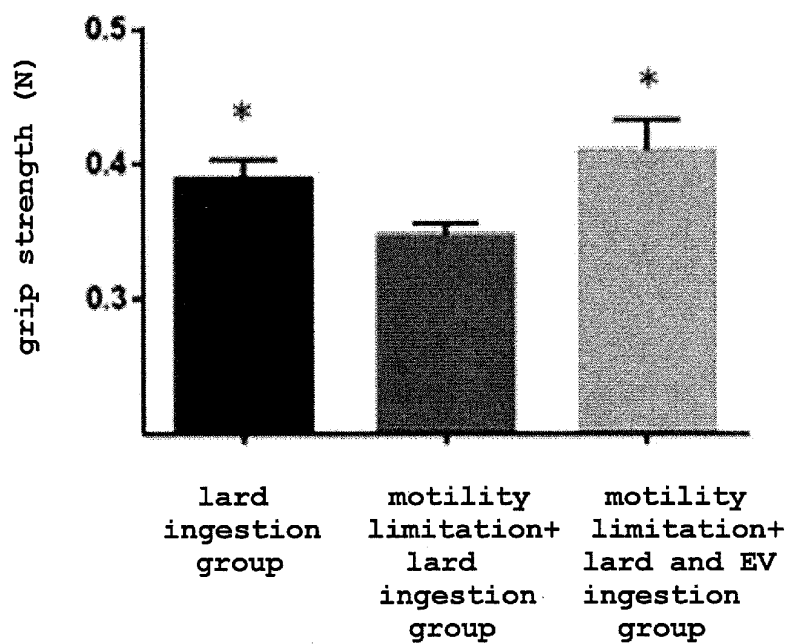 grip strength (N)
0.5
0.4
0.3
*
*
lard
ingestion
group
motility
limitation+
lard
ingestion
group
motility
limitation+
lard and EV
ingestion
group